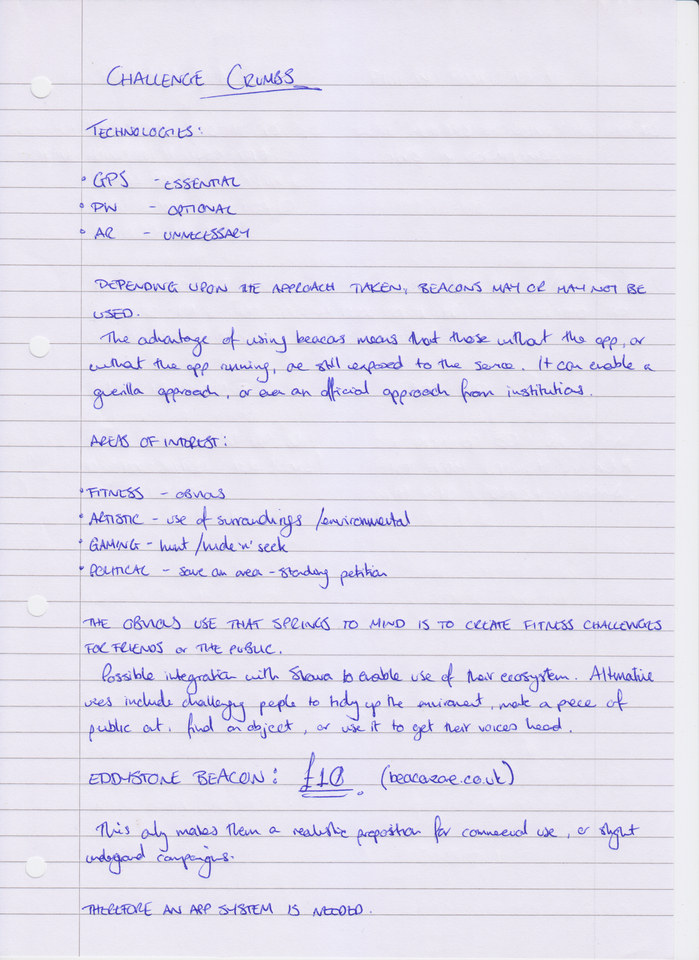 CHALLENGE CRUMBS
TECHNOLOGIES:
• GPS - ESSENTIAL
• PW - OPTIONAL
• AR - UNNECESSARY
DEPENDING UPON THE APPROACH TAKEN, BEACONS MAY OR MAY NOT BE
USED.
The advantage of using beacons means that those without the app, or
without the app running, are still exposed to the service. It can enable a
guerilla approach, or even an official approach from institutions.
AREAS OF INTEREST:
• FITNESS - OBVIOUS
• ARTISTIC - use of surroundings /environmental
• GAMING - hunt /hide 'n' seek
• POLITICAL - save an area - standing petition
THE OBVIOUS USE THAT SPRINGS TO MIND IS TO CREATE FITNESS CHALLENGES
FOR FRIENDS OR THE PUBLIC.
Possible integration with Strava to enable use of their ecosystem. Alternative
uses include challenging people to tidy up the environment, make a piece of
public art, find an object, or use it to get their voices heard.
EDDYSTONE BEACON: £10. (beaconzone.co.uk)
This only makes them a realistic proposition for commercial use, or
underground campaigns.
THEREFORE AN APP SYSTEM IS NEEDED.